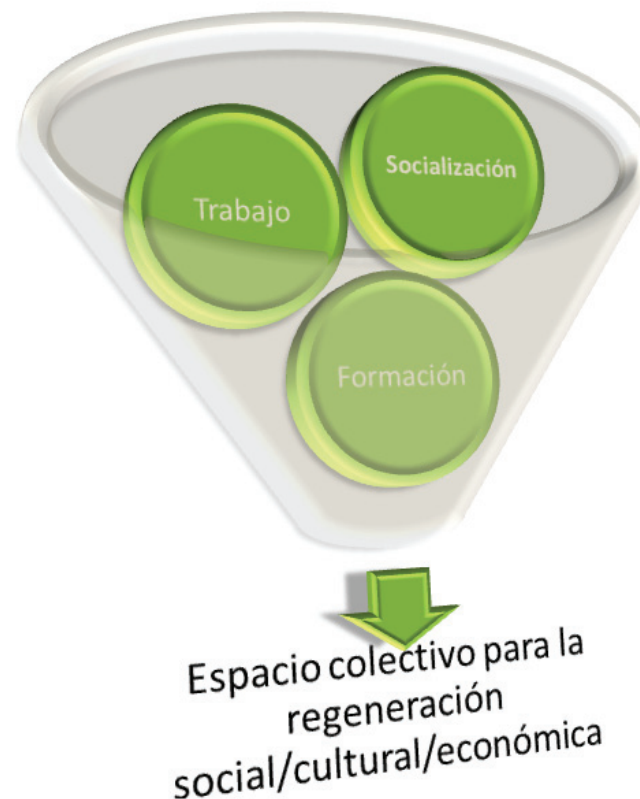 Socialización
Trabajo
Formación
Espacio colectivo para la
regeneración
social/cultural/económica